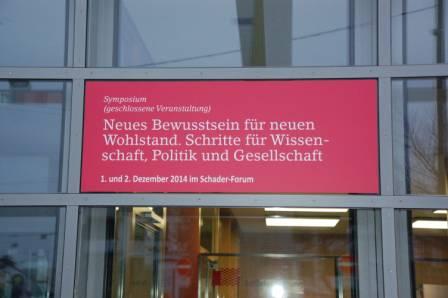 Symposium
(geschlossene Veranstaltung)
Neues Bewusstsein für neuen
Wohlstand. Schritte für Wissen-
schaft, Politik und Gesellschaft
1. und 2. Dezember 2014 im Schader-Forum